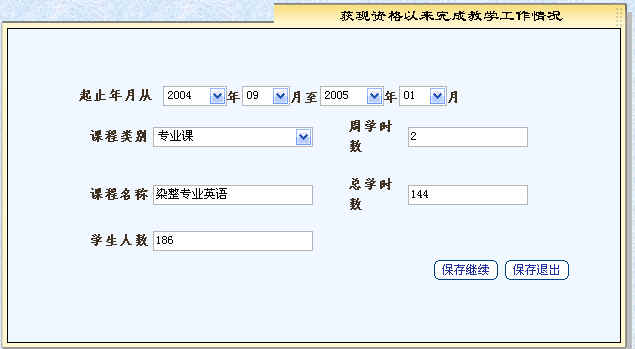 获现资格以来完成教学工作情况
起止年月从 2004 年 09 月至 2005 年 01 月
课程类别 专业课 周学时数 2
课程名称 染整专业英语 总学时数 144
学生人数 186
保存继续 保存退出